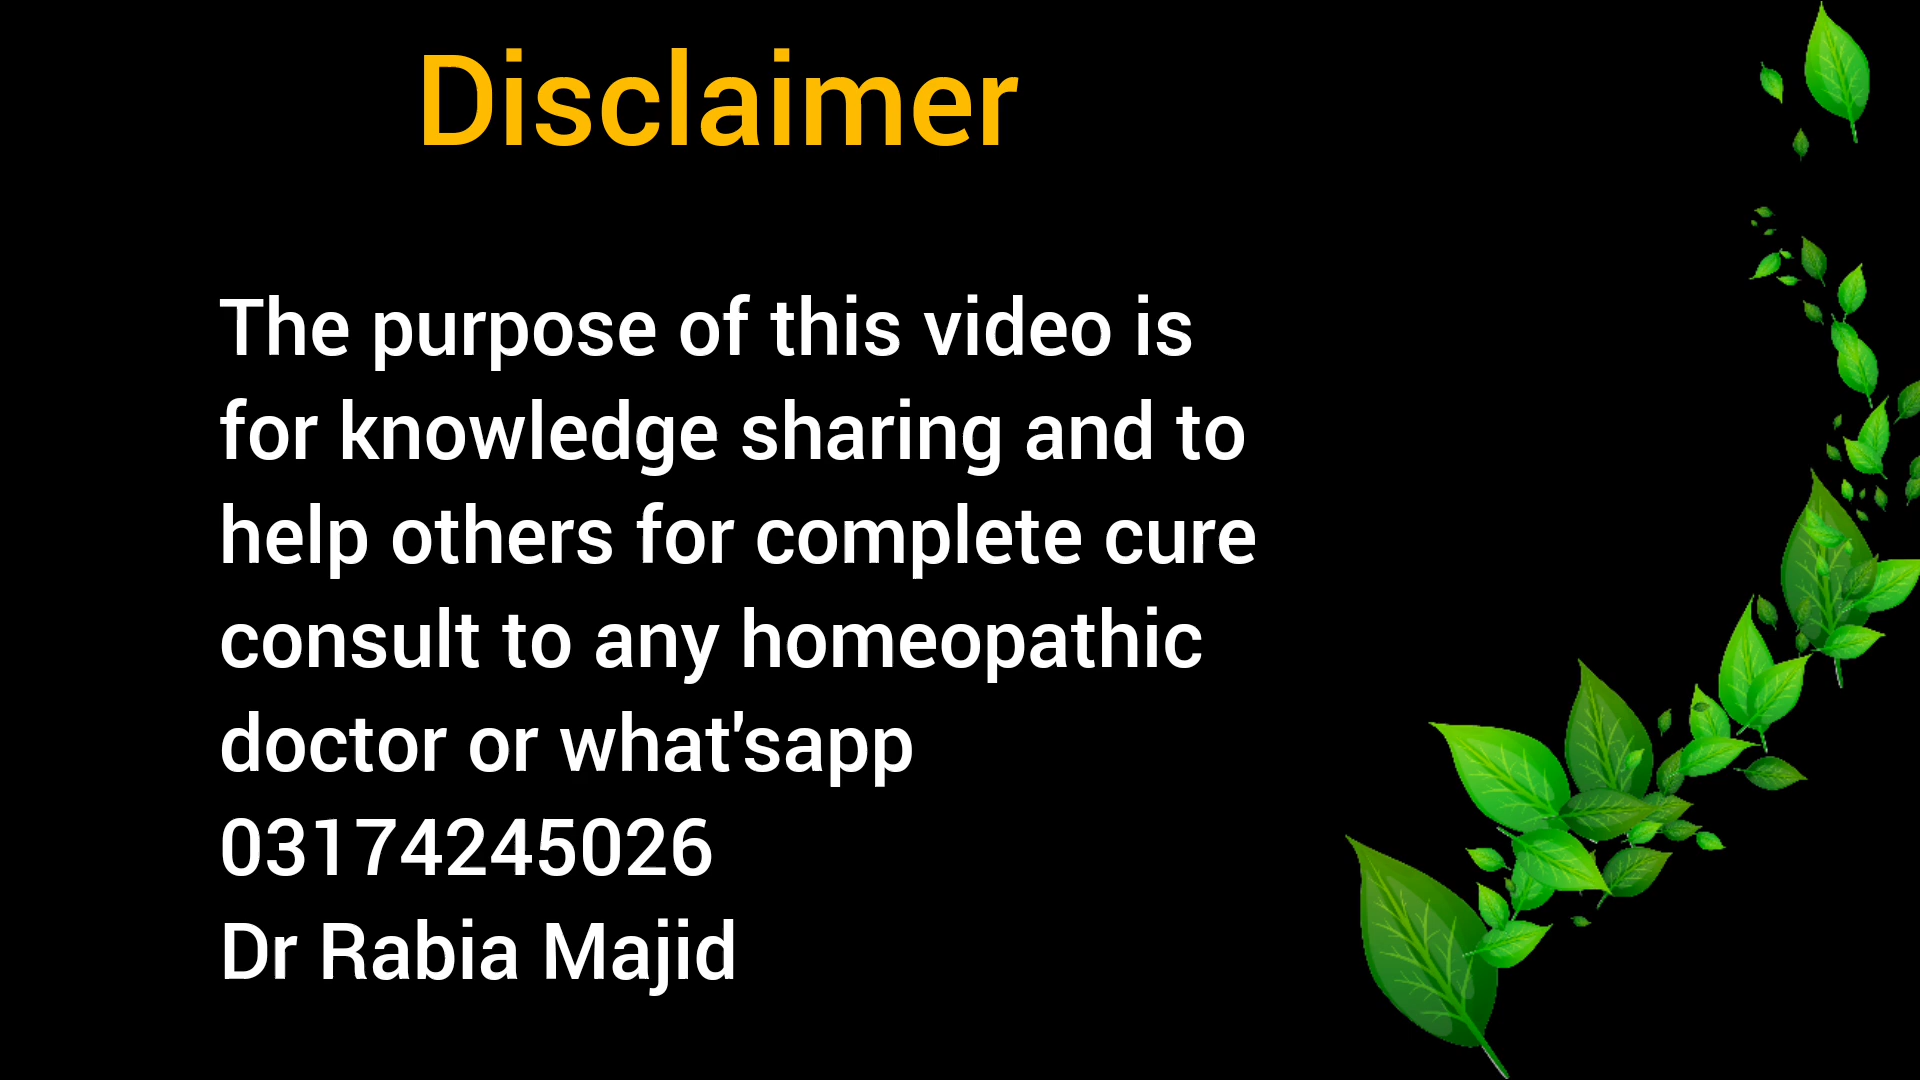 Disclaimer
The purpose of this video is
for knowledge sharing and to
help others for complete cure
consult to any homeopathic
doctor or what'sapp
03174245026
Dr Rabia Majid